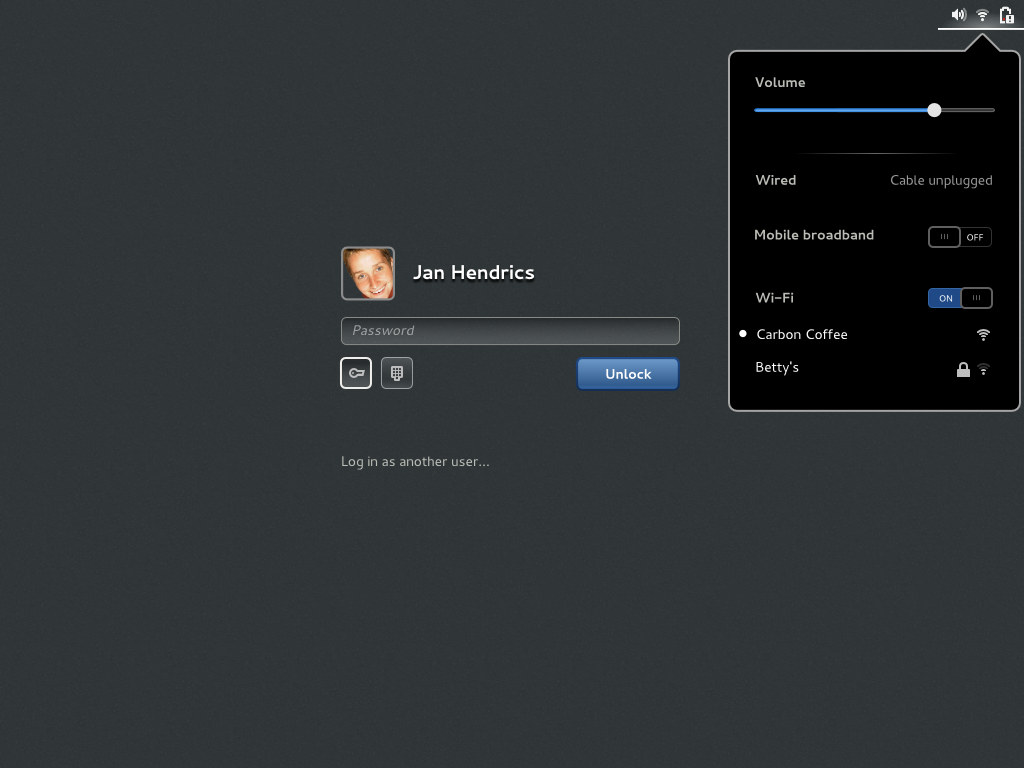 Volume
Wired Cable unplugged
Mobile broadband OFF
Wi-Fi ON
Carbon Coffee
Betty's
Jan Hendrics
Password
Unlock
Log in as another user...